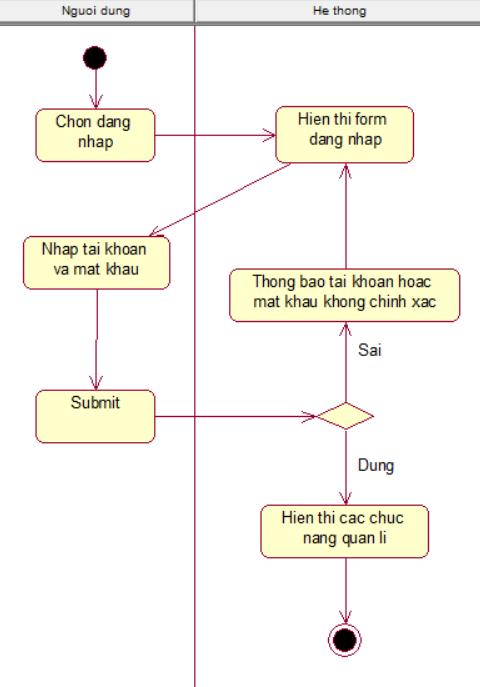 Nguoi dung
He thong
Chon dang
nhap
Hien thi form
dang nhap
Nhap tai khoan
va mat khau
Thong bao tai khoan hoac
mat khau khong chinh xac
Sai
Submit
Dung
Hien thi cac chuc
nang quan li